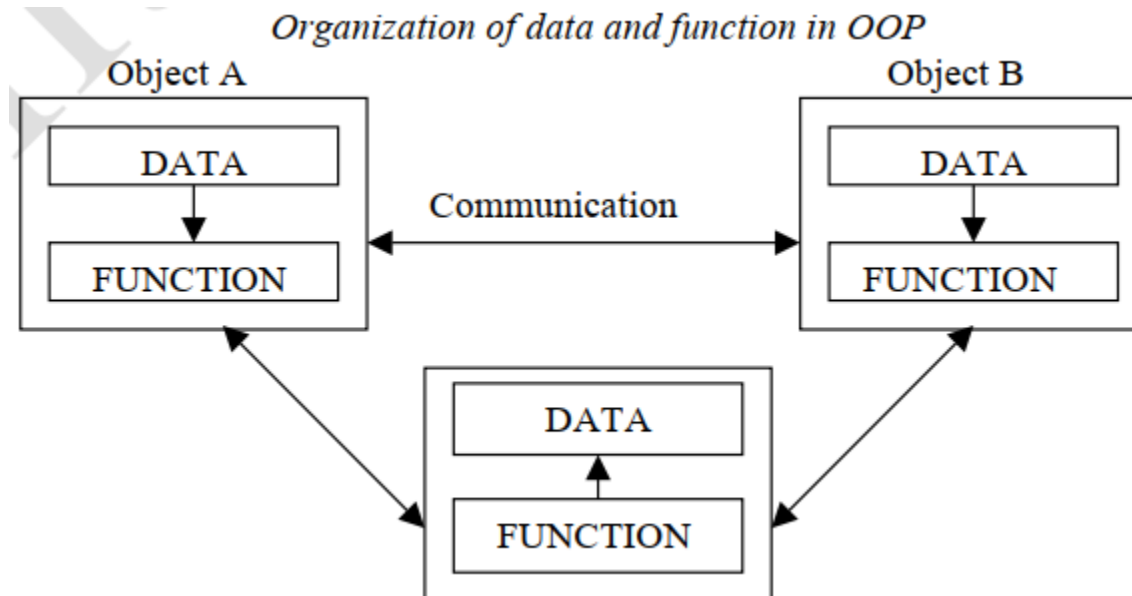 Organization of data and function in OOP
Object A
Object B
DATA
DATA
Communication
FUNCTION
FUNCTION
DATA
FUNCTION